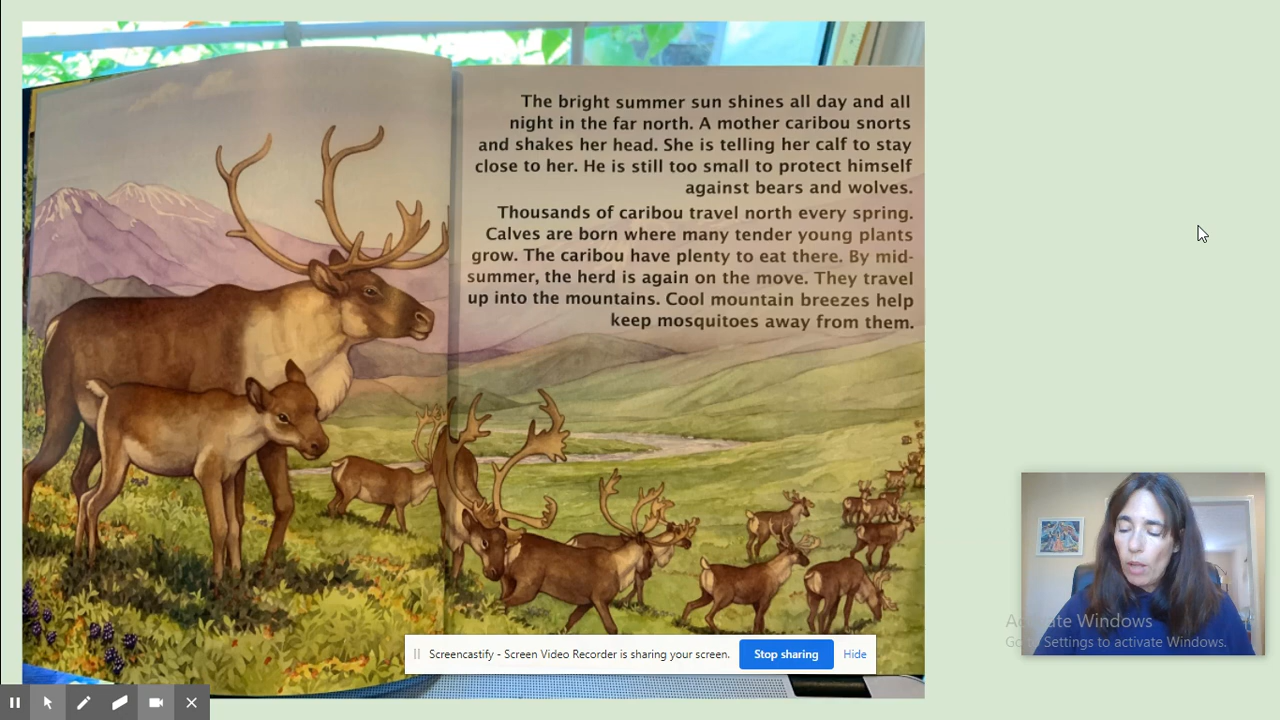 The bright summer sun shines all day and all
night in the far north. A mother caribou snorts
and shakes her head. She is telling her calf to stay
close to her. He is still too small to protect himself
against bears and wolves.
Thousands of caribou travel north every spring.
Calves are born where many tender young plants
grow. The caribou have plenty to eat there. By mid-
summer, the herd is again on the move. They travel
up into the mountains. Cool mountain breezes help
keep mosquitoes away from them.
Activate Windows
Go to Settings to activate Windows.
Screencastify - Screen Video Recorder is sharing your screen.
Stop sharing
Hide